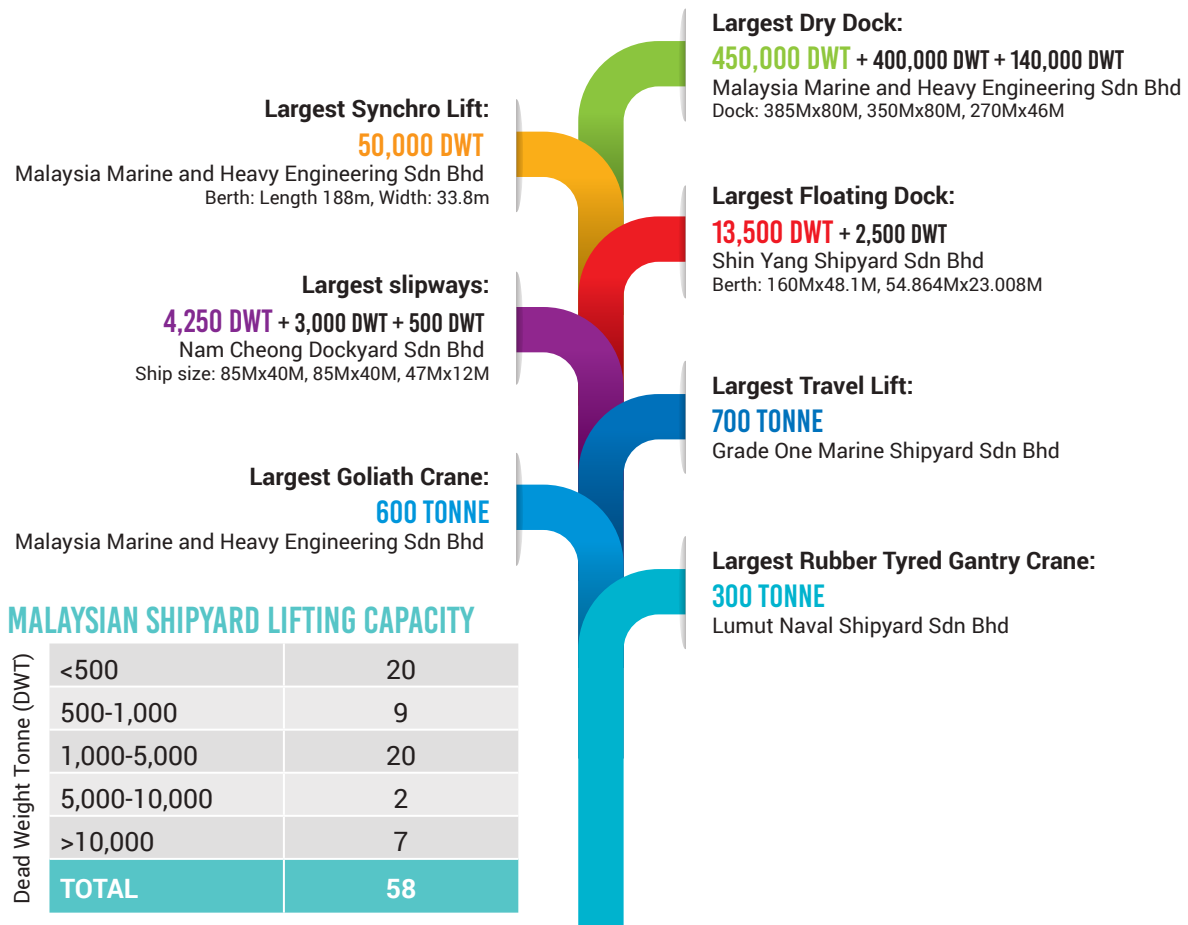 Largest Dry Dock:
450,000 DWT + 400,000 DWT + 140,000 DWT
Malaysia Marine and Heavy Engineering Sdn Bhd
Dock: 385Mx80M, 350Mx80M, 270Mx46M
Largest Synchro Lift:
50,000 DWT
Malaysia Marine and Heavy Engineering Sdn Bhd
Berth: Length 188m, Width: 33.8m
Largest Floating Dock:
13,500 DWT + 2,500 DWT
Shin Yang Shipyard Sdn Bhd
Berth: 160Mx48.1M, 54.864Mx23.008M
Largest slipways:
4,250 DWT + 3,000 DWT + 500 DWT
Nam Cheong Dockyard Sdn Bhd
Ship size: 85Mx40M, 85Mx40M, 47Mx12M
Largest Travel Lift:
700 TONNE
Grade One Marine Shipyard Sdn Bhd
Largest Goliath Crane:
600 TONNE
Malaysia Marine and Heavy Engineering Sdn Bhd
Largest Rubber Tyred Gantry Crane:
300 TONNE
Lumut Naval Shipyard Sdn Bhd
MALAYSIAN SHIPYARD LIFTING CAPACITY
Dead Weight Tonne (DWT)
<500 20
500-1,000 9
1,000-5,000 20
5,000-10,000 2
>10,000 7
TOTAL 58